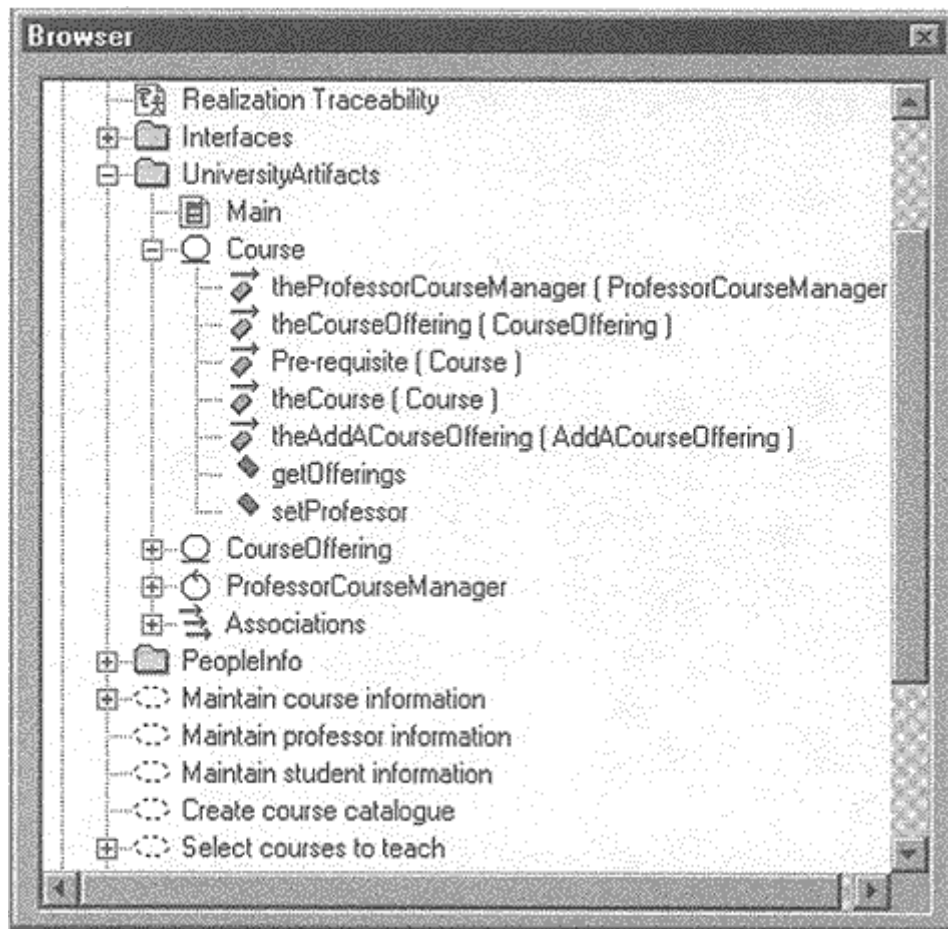 Browser
Realization Traceability
Interfaces
UniversityArtifacts
Main
Course
theProfessorCourseManager ( ProfessorCourseManager
theCourseOffering ( CourseOffering )
Pre-requisite ( Course )
theCourse ( Course )
theAddACourseOffering ( AddACourseOffering )
getOfferings
setProfessor
CourseOffering
ProfessorCourseManager
Associations
PeopleInfo
Maintain course information
Maintain professor information
Maintain student information
Create course catalogue
Select courses to teach